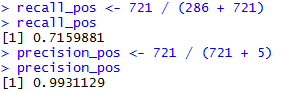 > recall_pos <- 721 / (286 + 721)
> recall_pos
[1] 0.7159881
> precision_pos <- 721 / (721 + 5)
> precision_pos
[1] 0.9931129